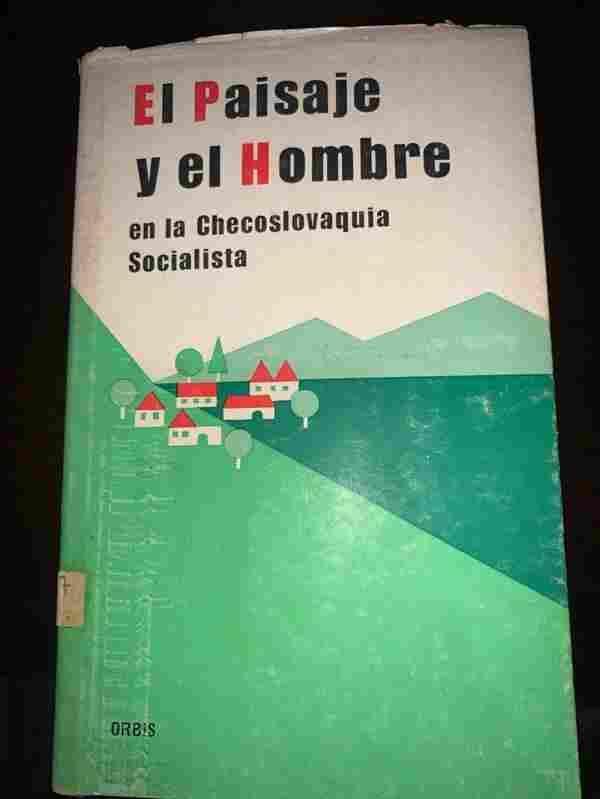 El Paisaje
y el Hombre
en la Checoslovaquia
Socialista
ORBIS